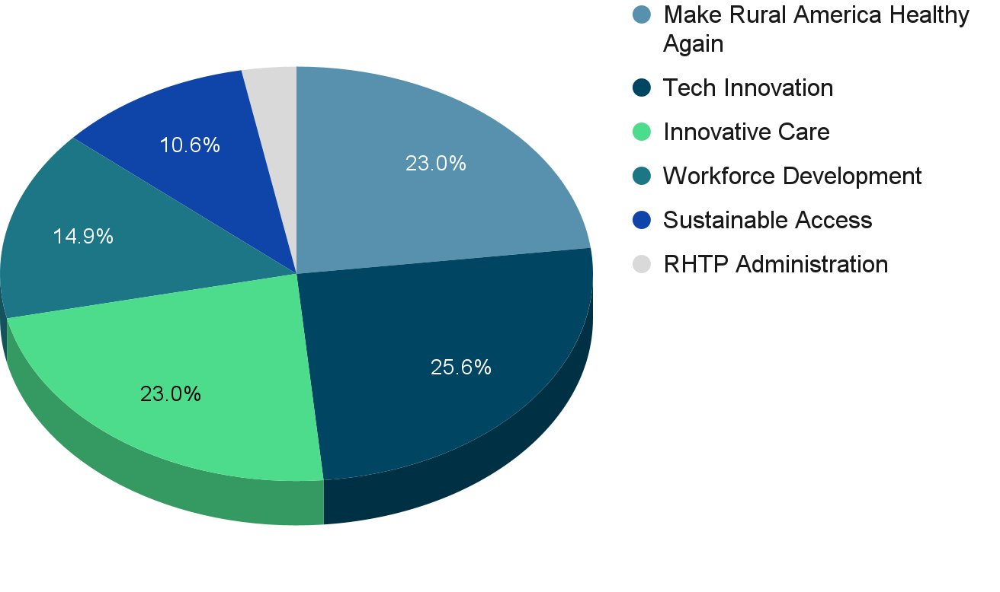 Make Rural America Healthy
Again
Tech Innovation
Innovative Care
Workforce Development
Sustainable Access
RHTP Administration
10.6%
23.0%
14.9%
25.6%
23.0%